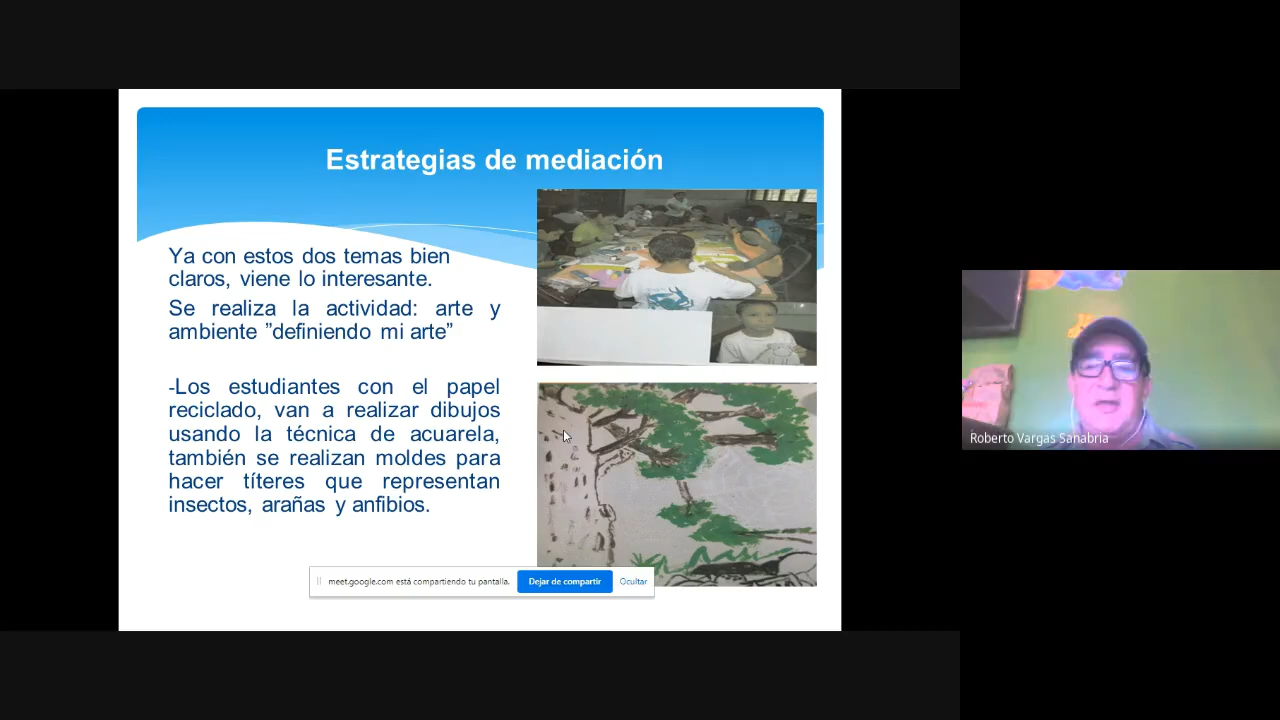 Estrategias de mediación
Ya con estos dos temas bien
claros, viene lo interesante.
Se realiza la actividad: arte y
ambiente ”definiendo mi arte”
-Los estudiantes con el papel
reciclado, van a realizar dibujos
usando la técnica de acuarela,
también se realizan moldes para
hacer títeres que representan
insectos, arañas y anfibios.
meet.google.com está compartiendo tu pantalla. Dejar de compartir Ocultar
Roberto Vargas Sanabria